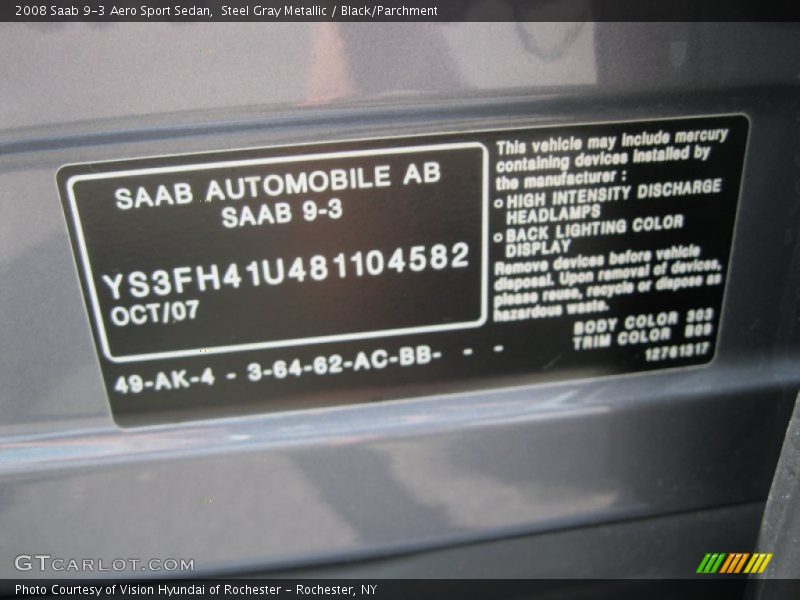 2008 Saab 9-3 Aero Sport Sedan,  Steel Gray Metallic / Black/Parchment
SAAB AUTOMOBILE AB
SAAB 9-3
YS3FH41U481104582
OCT/07
49-AK-4 - 3-64-62-AC-BB- - -
This vehicle may include mercury
containing devices installed by
the manufacturer :
o HIGH INTENSITY DISCHARGE
HEADLAMPS
o BACK LIGHTING COLOR
DISPLAY
Remove devices before vehicle
disposal. Upon removal of devices,
please reuse, recycle or dispose as
hazardous waste.
BODY COLOR 303
TRIM COLOR
12761317
GTCARLOT.COM
Photo Courtesy of Vision Hyundai of Rochester - Rochester, NY